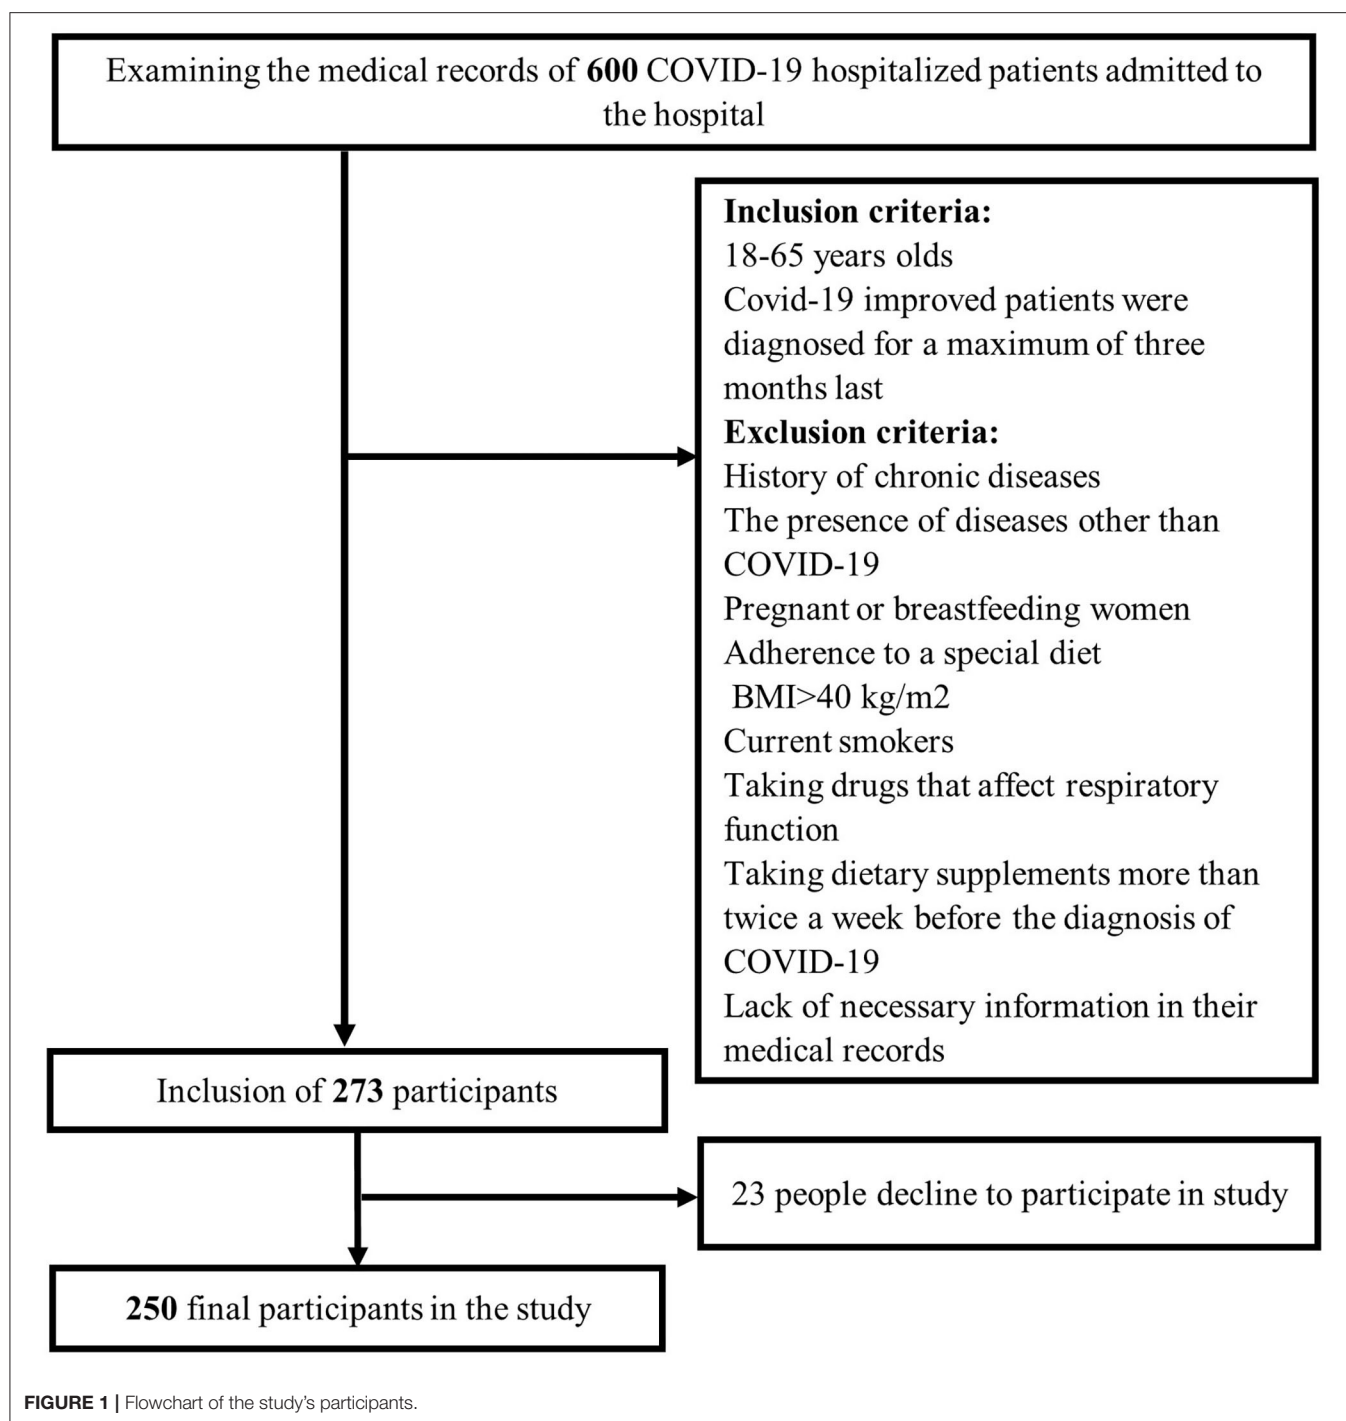 Examining the medical records of 600 COVID-19 hospitalized patients admitted to
the hospital
Inclusion criteria:
18-65 years olds
Covid-19 improved patients were
diagnosed for a maximum of three
months last
Exclusion criteria:
History of chronic diseases
The presence of diseases other than
COVID-19
Pregnant or breastfeeding women
Adherence to a special diet
BMI>40 kg/m2
Current smokers
Taking drugs that affect respiratory
function
Taking dietary supplements more than
twice a week before the diagnosis of
COVID-19
Lack of necessary information in their
medical records
Inclusion of 273 participants
23 people decline to participate in study
250 final participants in the study
FIGURE 1 | Flowchart of the study's participants.